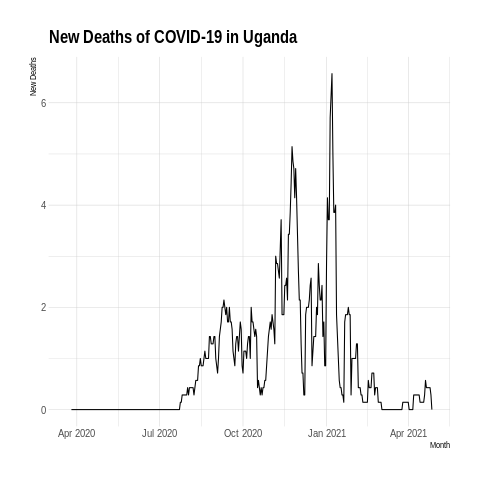 New Deaths of COVID-19 in Uganda
New Deaths
6
4
2
0
Apr 2020 Jul 2020 Oct 2020 Jan 2021 Apr 2021
Month